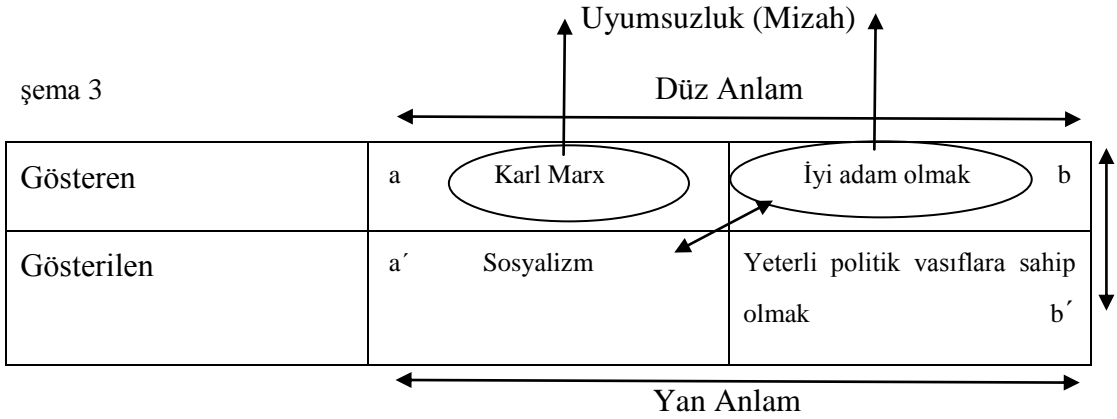 Uyumsuzluk (Mizah)
şema 3
Düz Anlam
Gösteren a Karl Marx İyi adam olmak b
Gösterilen a´ Sosyalizm Yeterli politik vasıflara sahip
olmak b´
Yan Anlam